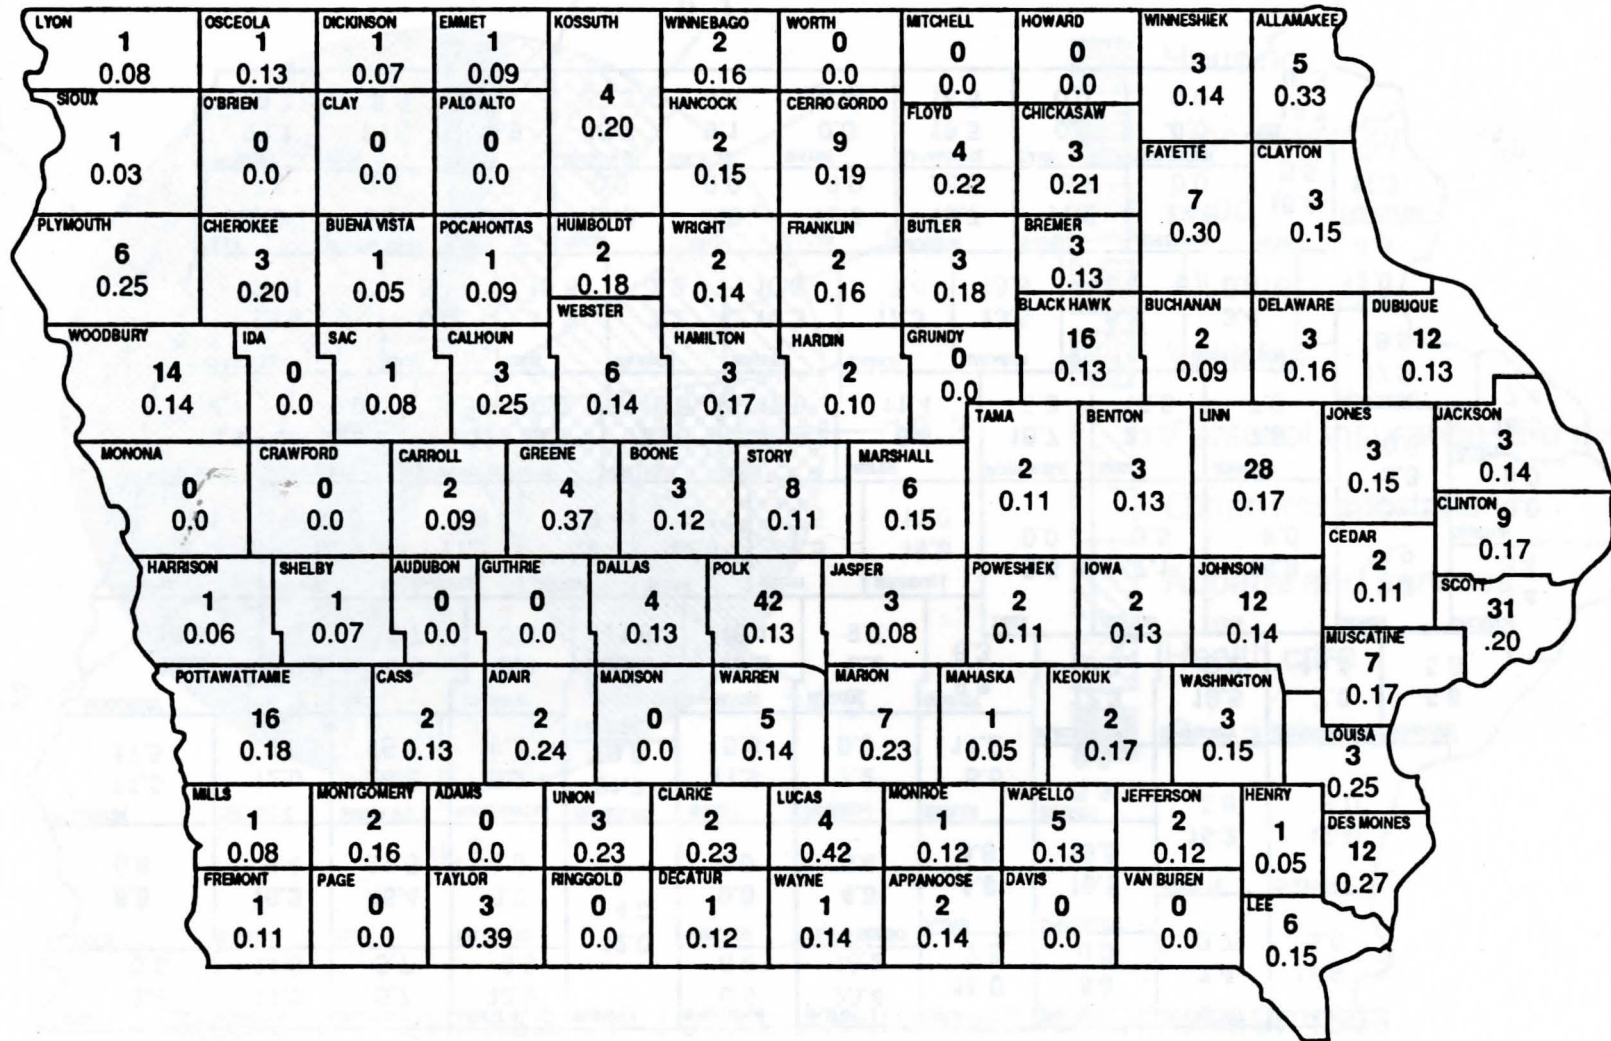 LYON
1
0.08
OSCEOLA
1
0.13
DICKINSON
1
0.07
EMMET
1
0.09
KOSSUTH
4
0.20
WINNEBAGO
2
0.16
WORTH
0
0.0
MITCHELL
0
0.0
HOWARD
0
0.0
WINNESHIEK
3
0.14
ALLAMAKEE
5
0.33
SIOUX
1
0.03
O'BRIEN
0
0.0
CLAY
0
0.0
PALO ALTO
0
0.0
HANCOCK
2
0.15
CERRO GORDO
9
0.19
FLOYD
4
0.22
CHICKASAW
3
0.21
FAYETTE
7
0.30
CLAYTON
3
0.15
PLYMOUTH
6
0.25
CHEROKEE
3
0.20
BUENA VISTA
1
0.05
POCAHONTAS
1
0.09
HUMBOLDT
2
0.18
WRIGHT
2
0.14
FRANKLIN
2
0.16
BUTLER
3
0.18
BREMER
3
0.13
WOODBURY
14
0.14
IDA
0
0.0
SAC
1
0.08
CALHOUN
3
0.25
WEBSTER
6
0.14
HAMILTON
3
0.17
HARDIN
2
0.10
GRUNDY
0
0.0
BLACK HAWK
16
0.13
BUCHANAN
2
0.09
DELAWARE
3
0.16
DUBUQUE
12
0.13
MONONA
0
0.0
CRAWFORD
0
0.0
CARROLL
2
0.09
GREENE
4
0.37
BOONE
3
0.12
STORY
8
0.11
MARSHALL
6
0.15
TAMA
2
0.11
BENTON
3
0.13
LINN
28
0.17
JONES
3
0.15
JACKSON
3
0.14
CLINTON
9
0.17
CEDAR
2
0.11
SCOTT
31
.20
HARRISON
1
0.06
SHELBY
1
0.07
AUDUBON
0
0.0
GUTHRIE
0
0.0
DALLAS
4
0.13
POLK
42
0.13
JASPER
3
0.08
POWESHIEK
2
0.11
IOWA
2
0.13
JOHNSON
12
0.14
MUSCATINE
7
0.17
POTTAWATTAMIE
16
0.18
CASS
2
0.13
ADAIR
2
0.24
MADISON
0
0.0
WARREN
5
0.14
MARION
7
0.23
MAHASKA
1
0.05
KEOKUK
2
0.17
WASHINGTON
3
0.15
LOUISA
3
0.25
MILLS
1
0.08
MONTGOMERY
2
0.16
ADAMS
0
0.0
UNION
3
0.23
CLARKE
2
0.23
LUCAS
4
0.42
MONROE
1
0.12
WAPELLO
5
0.13
JEFFERSON
2
0.12
HENRY
1
0.05
DES MOINES
12
0.27
FREMONT
1
0.11
PAGE
0
0.0
TAYLOR
3
0.39
RINGGOLD
0
0.0
DECATUR
1
0.12
WAYNE
1
0.14
APPANOOSE
2
0.14
DAVIS
0
0.0
VAN BUREN
0
0.0
LEE
6
0.15